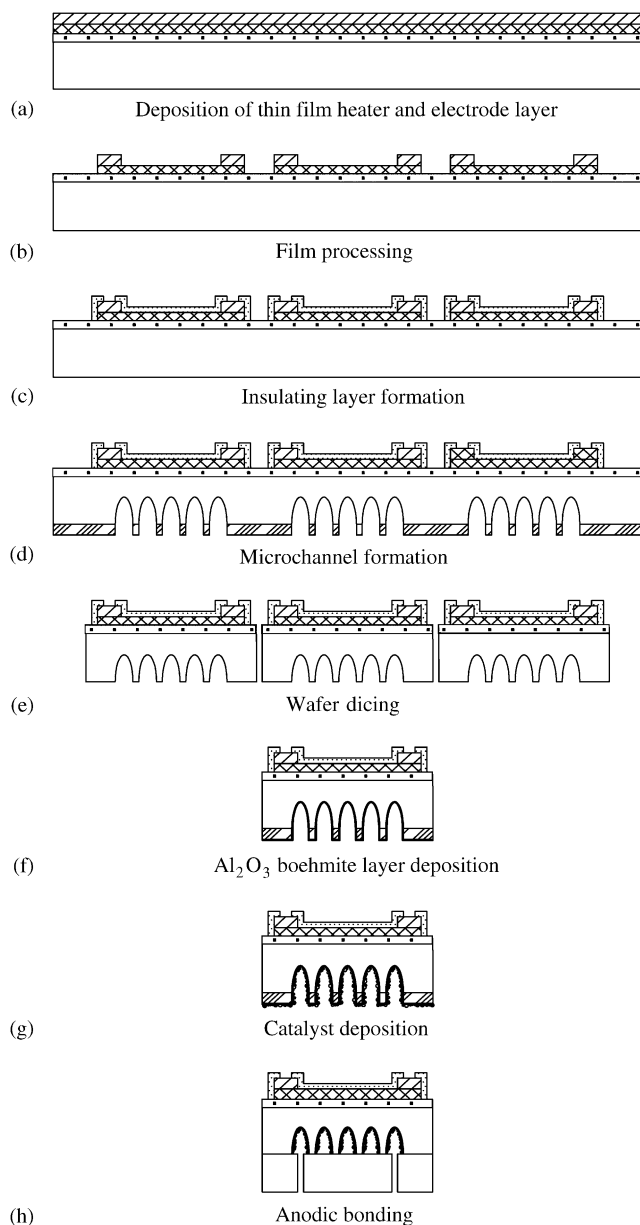 (a) Deposition of thin film heater and electrode layer
(b) Film processing
(c) Insulating layer formation
(d) Microchannel formation
(e) Wafer dicing
(f) Al₂O₃ boehmite layer deposition
(g) Catalyst deposition
(h) Anodic bonding